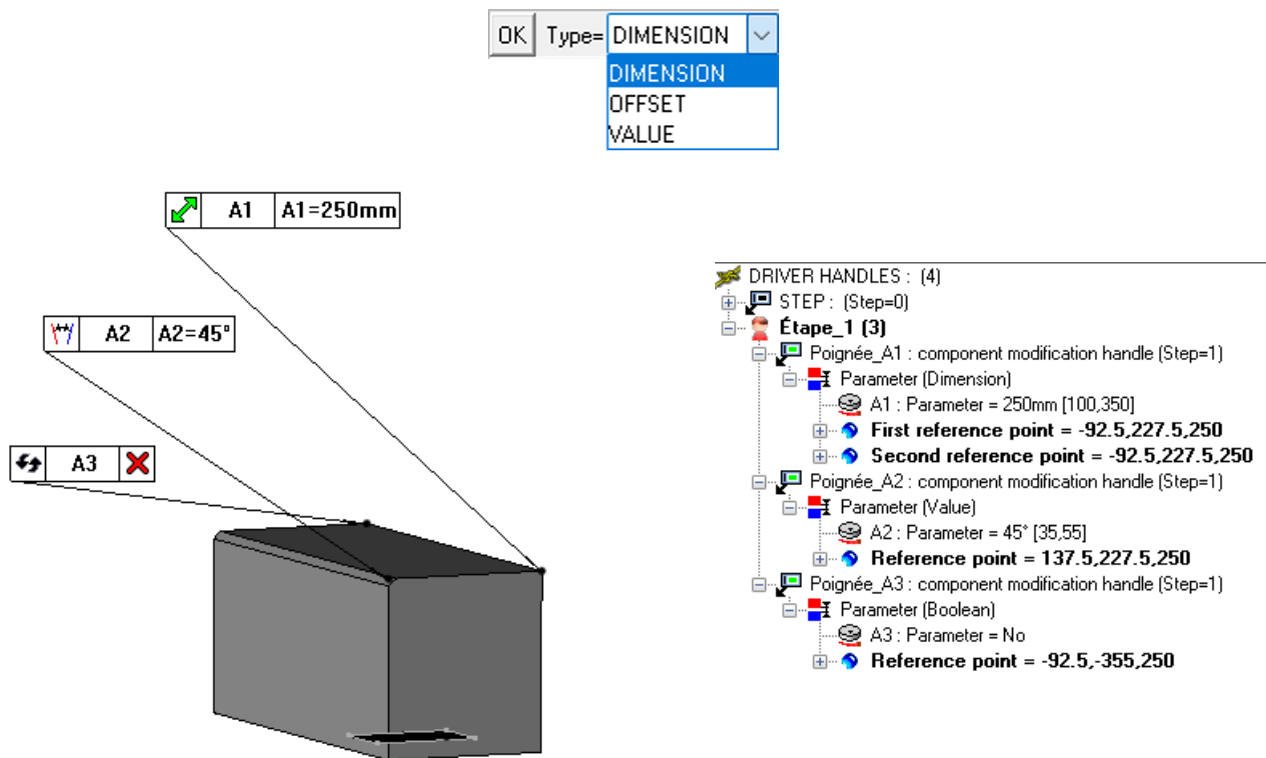 OK Type= DIMENSION
DIMENSION
OFFSET
VALUE
A1 A1=250mm
A2 A2=45°
A3
DRIVER HANDLES : (4)
STEP : (Step=0)
Étape_1 (3)
Poignée_A1 : component modification handle (Step=1)
Parameter (Dimension)
A1 : Parameter = 250mm [100,350]
First reference point = -92.5,227.5,250
Second reference point = -92.5,227.5,250
Poignée_A2 : component modification handle (Step=1)
Parameter (Value)
A2 : Parameter = 45° [35,55]
Reference point = 137.5,227.5,250
Poignée_A3 : component modification handle (Step=1)
Parameter (Boolean)
A3 : Parameter = No
Reference point = -92.5,-355,250